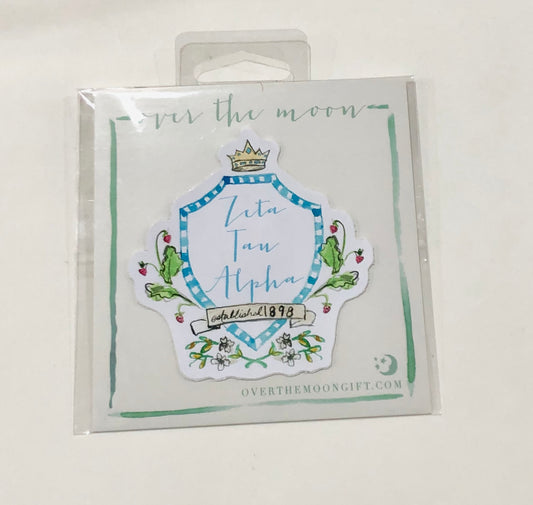 over the moon
Zeta
Tau
Alpha
established 1898
OVERTHEMOONGIFT.COM